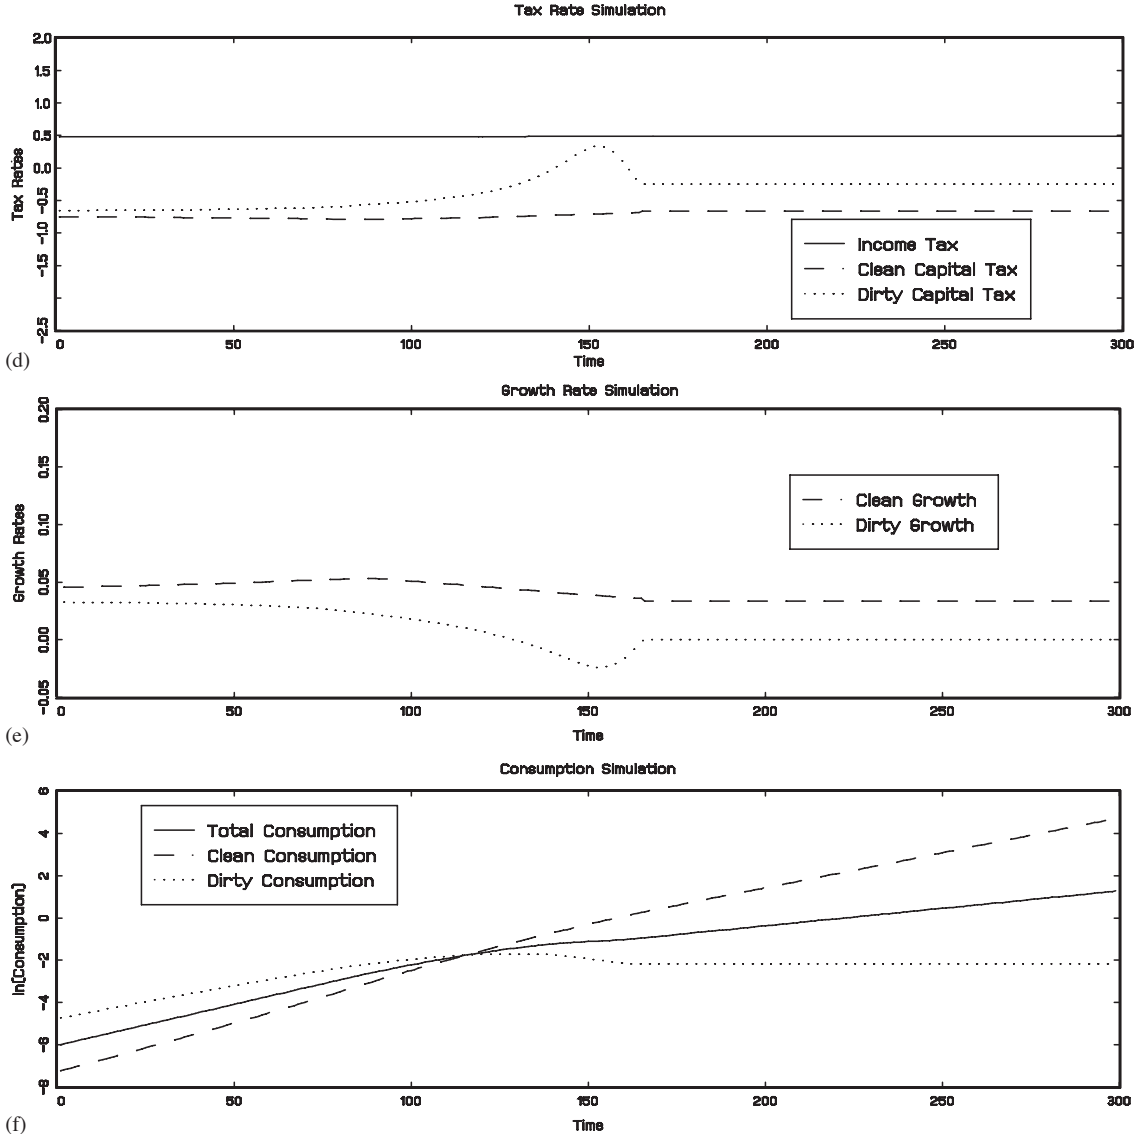 Tax Rate Simulation
2.0
1.5
1.0
0.5
0.0
-0.5
-1.0
-1.5
-2.5
Tax Rates
Income Tax
Clean Capital Tax
Dirty Capital Tax
0 50 100 150 200 250 300
Time
(d)
Growth Rate Simulation
0.20
0.15
0.10
0.05
0.00
-0.05
Growth Rates
Clean Growth
Dirty Growth
0 50 100 150 200 250 300
Time
(e)
Consumption Simulation
6
4
2
0
-2
-4
-6
-8
ln(Consumption)
Total Consumption
Clean Consumption
Dirty Consumption
0 50 100 150 200 250 300
Time
(f)